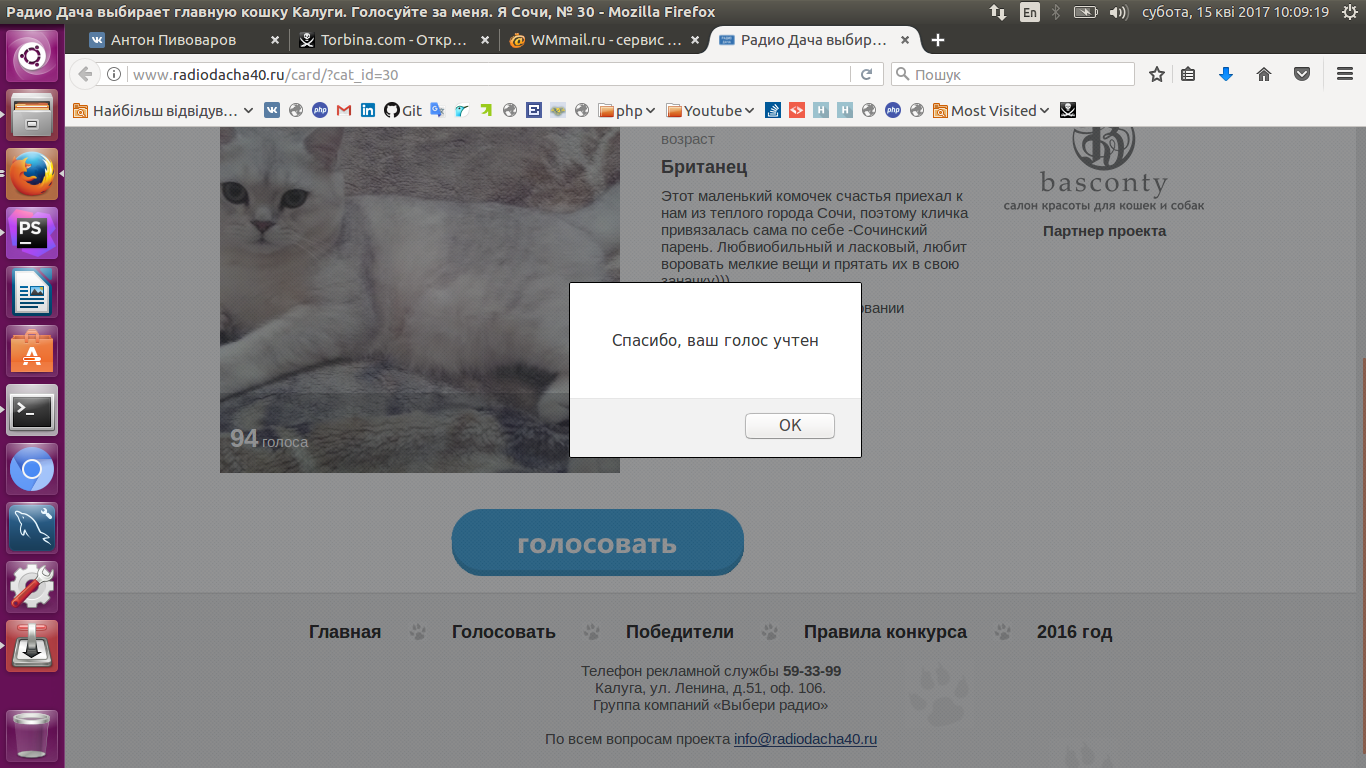 Радио Дача выбирает главную кошку Калуги. Голосуйте за меня. Я Сочи, № 30 - Mozilla Firefox
En
субота, 15 кві 2017 10:09:19
Антон Пивоваров
Torbina.com - Откр...
WMmail.ru - сервис ...
Радио Дача выбир...
www.radiodacha40.ru/card/?cat_id=30
Пошук
Найбільш відвідув...
php
Git
php
Youtube
php
Most Visited
возраст
Британец
Этот маленький комочек счастья приехал к
нам из теплого города Сочи, поэтому кличка
привязалась сама по себе -Сочинский
парень. Любвиобильный и ласковый, любит
воровать мелкие вещи и прятать их в свою
заначку)))
овании
basconty
салон красоты для кошек и собак
Партнер проекта
Спасибо, ваш голос учтен
OK
94 голоса
голосовать
Главная
Голосовать
Победители
Правила конкурса
2016 год
Телефон рекламной службы 59-33-99
Калуга, ул. Ленина, д.51, оф. 106.
Группа компаний «Выбери радио»
По всем вопросам проекта info@radiodacha40.ru
PS